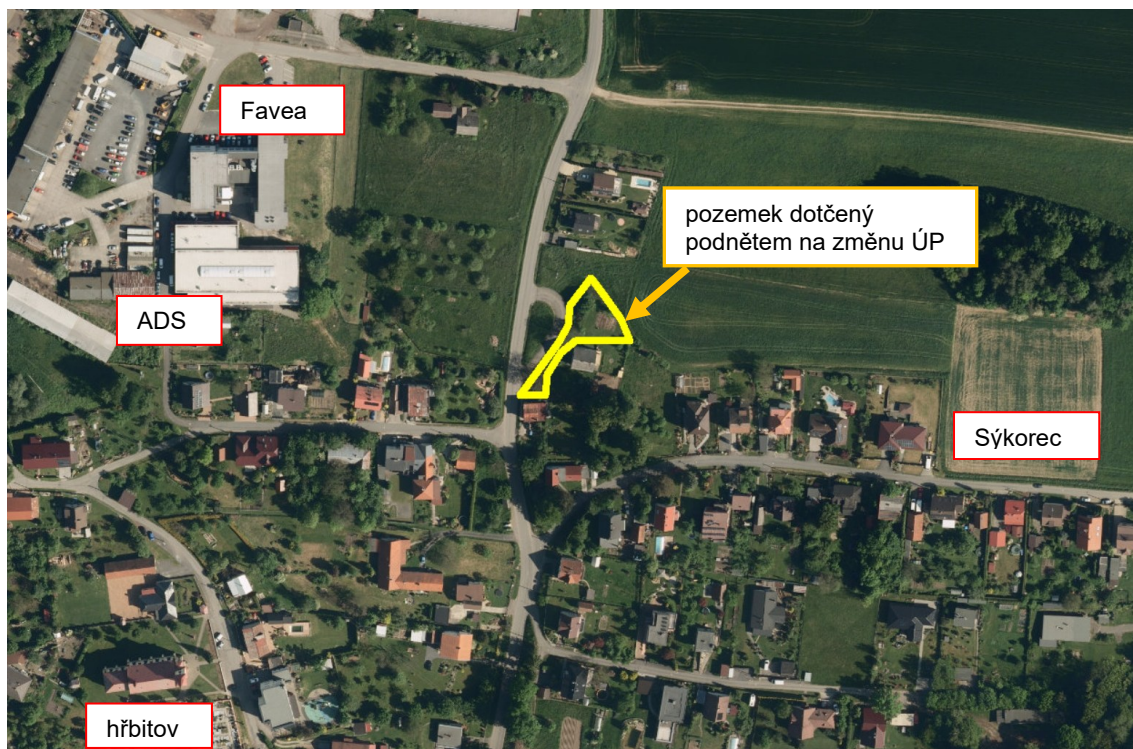 Favea
pozemek dotčený
podnětem na změnu ÚP
ADS
Sýkorec
hřbitov